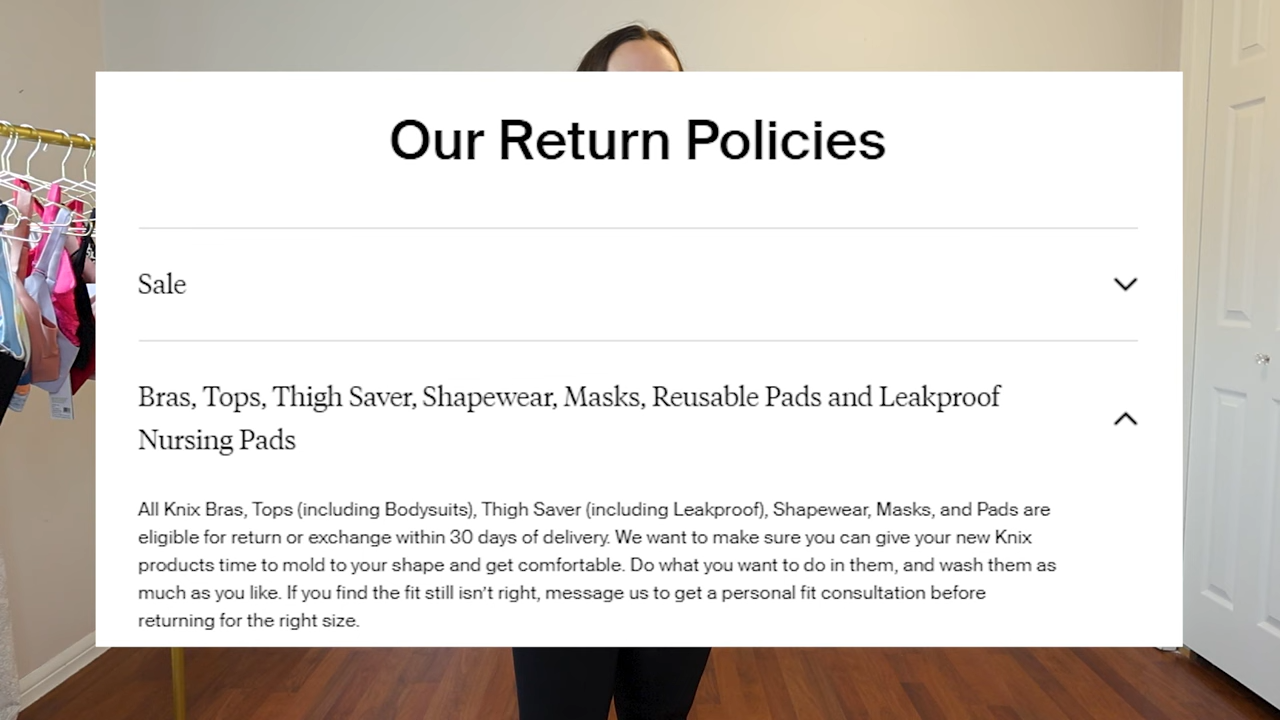 Our Return Policies
Sale
Bras, Tops, Thigh Saver, Shapewear, Masks, Reusable Pads and Leakproof
Nursing Pads
All Knix Bras, Tops (including Bodysuits), Thigh Saver (including Leakproof), Shapewear, Masks, and Pads are
eligible for return or exchange within 30 days of delivery. We want to make sure you can give your new Knix
products time to mold to your shape and get comfortable. Do what you want to do in them, and wash them as
much as you like. If you find the fit still isn’t right, message us to get a personal fit consultation before
returning for the right size.